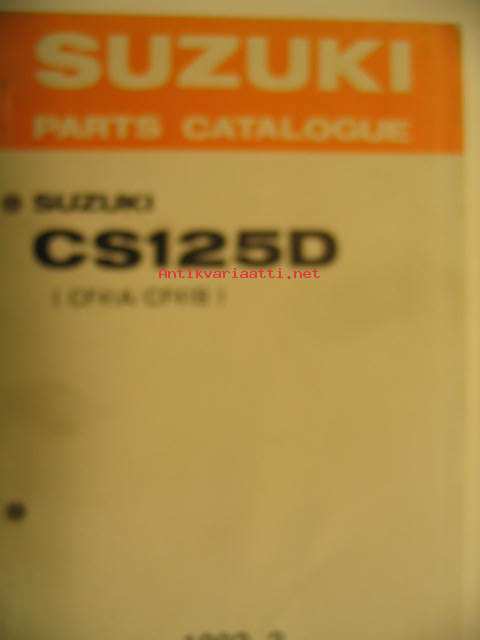 SUZUKI
PARTS CATALOGUE
SUZUKI
CS125D
Antikvariaatti.net